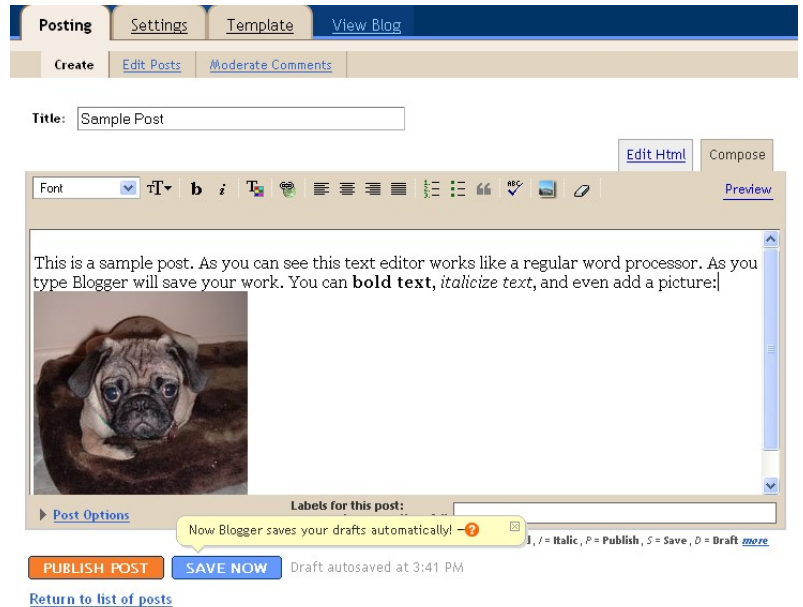 Posting Settings Template View Blog
Create Edit Posts Moderate Comments
Title: Sample Post
Edit Html Compose
Font TT b i T ABC Preview
This is a sample post. As you can see this text editor works like a regular word processor. As you
type Blogger will save your work. You can bold text, italicize text, and even add a picture:
Labels for this post:
Post Options
Now Blogger saves your drafts automatically! – ?
, I = Italic, P = Publish, S = Save, D = Draft more
PUBLISH POST SAVE NOW Draft autosaved at 3:41 PM
Return to list of posts